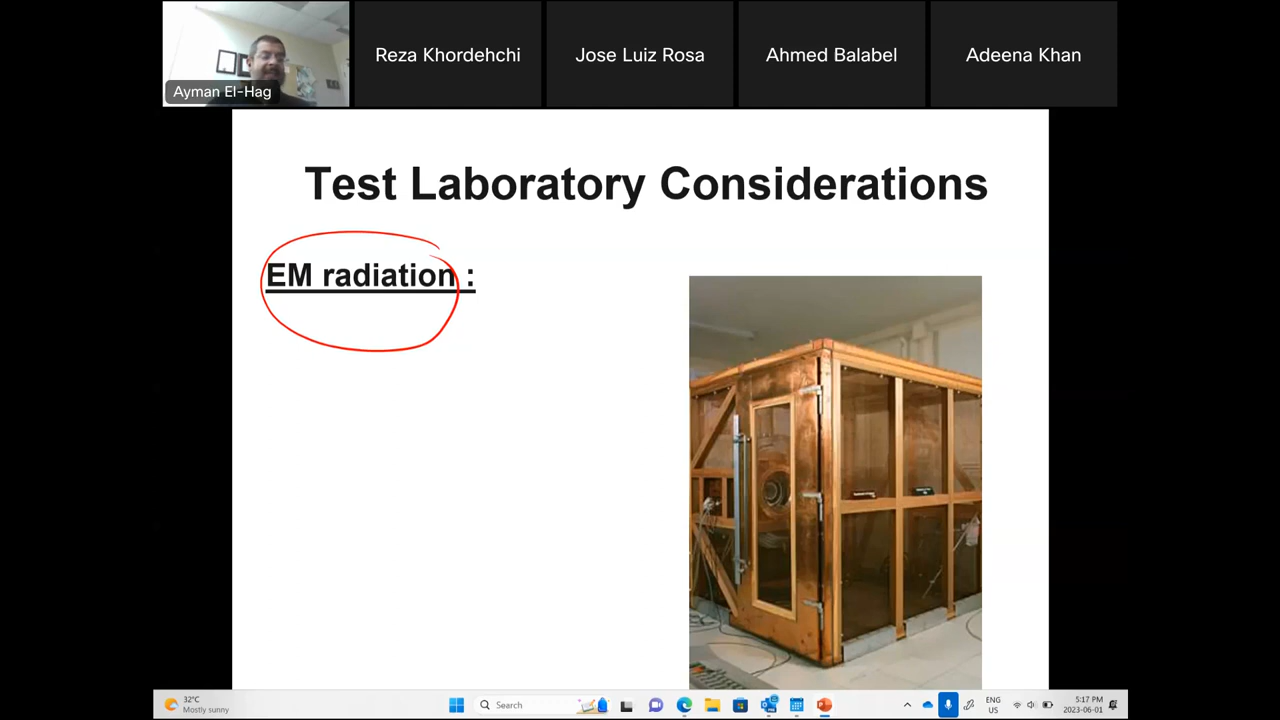 Ayman El-Hag
Reza Khordehchi
Jose Luiz Rosa
Ahmed Balabel
Adeena Khan
Test Laboratory Considerations
EM radiation :
32°C
Mostly sunny
Search
ENG
US
5:17 PM
2023-06-01